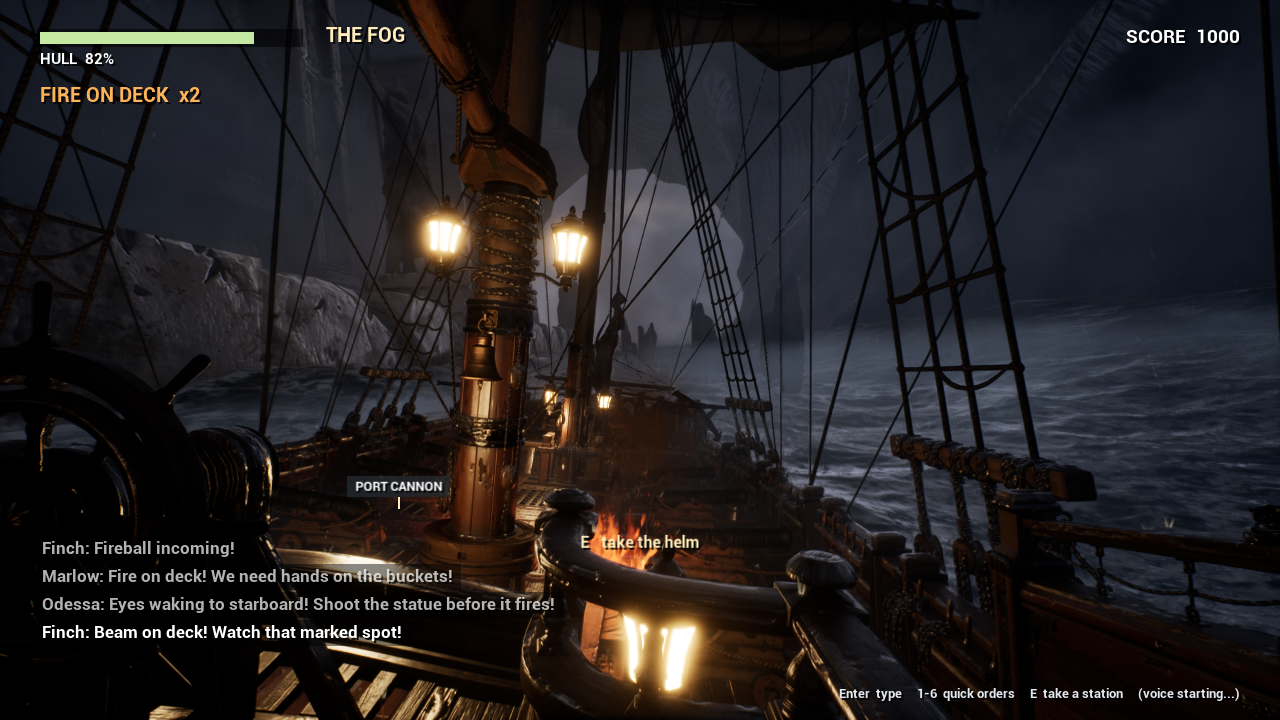 THE FOG
SCORE 1000
HULL 82%
FIRE ON DECK x2
PORT CANNON
E take the helm
Finch: Fireball incoming!
Marlow: Fire on deck! We need hands on the buckets!
Odessa: Eyes waking to starboard! Shoot the statue before it fires!
Finch: Beam on deck! Watch that marked spot!
Enter type 1-6 quick orders E take a station (voice starting...)